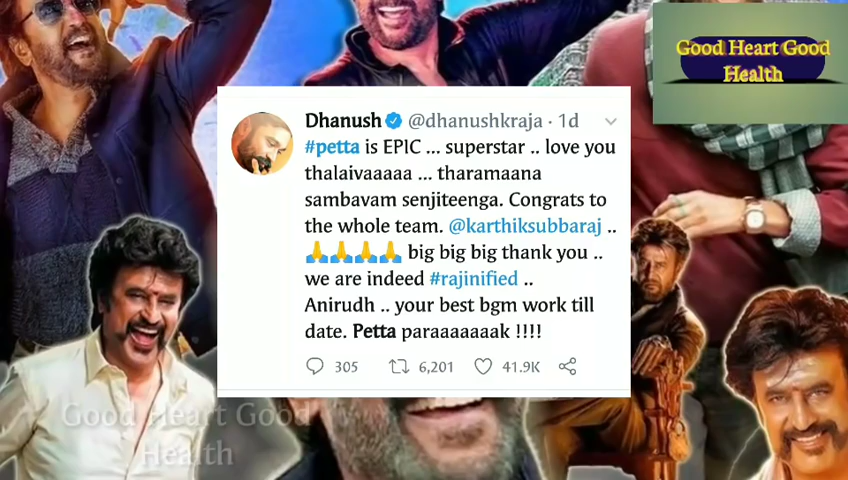 Good Heart Good
Health
Dhanush @dhanushkraja · 1d
#petta is EPIC ... superstar .. love you
thalaivaaaaa ... tharamaana
sambavam senjiteenga. Congrats to
the whole team. @karthiksubbaraj ..
🙏🙏🙏🙏 big big big thank you ..
we are indeed #rajinified ..
Anirudh .. your best bgm work till
date. Petta paraaaaaaak !!!!
305 6,201 41.9K
Good Heart Good
Health